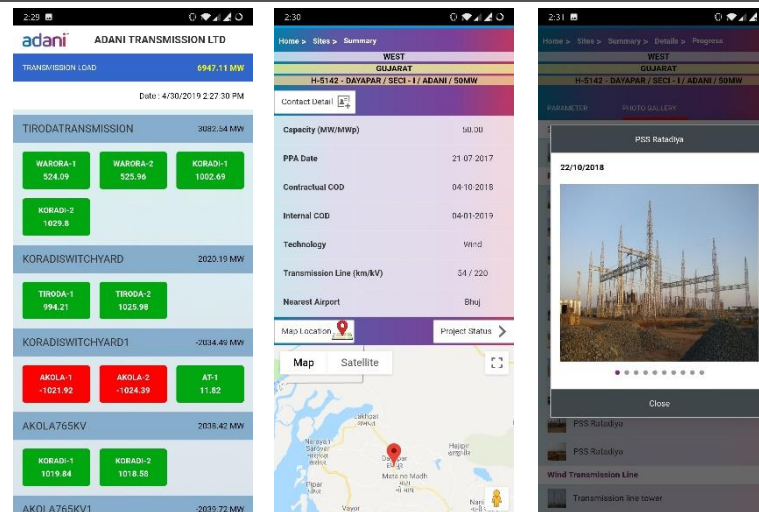 2:29
adani
ADANI TRANSMISSION LTD
TRANSMISSION LOAD
6947.11 MW
Date : 4/30/2019 2:27:30 PM
TIRODATRANSMISSION
3082.54 MW
WARORA-1
524.09
WARORA-2
525.96
KORADI-1
1002.69
KORADI-2
1029.8
KORADISWITCHYARD
2020.19 MW
TIRODA-1
994.21
TIRODA-2
1025.98
KORADISWITCHYARD1
-2034.49 MW
AKOLA-1
-1021.92
AKOLA-2
-1024.39
AT-1
11.82
AKOLA765KV
2038.42 MW
KORADI-1
1019.84
KORADI-2
1018.58
AKOLA765KV1
-2039.72 MW
2:30
Home > Sites > Summary
WEST
GUJARAT
H-5142 - DAYAPAR / SECI - I / ADANI / 50MW
Contact Detail
Capacity (MW/MWp)
50.00
PPA Date
21-07-2017
Contractual COD
04-10-2018
Internal COD
04-01-2019
Technology
Wind
Transmission Line (km/kV)
54 / 220
Nearest Airport
Bhuj
Map Location
Project Status
Map
Satellite
Lakhpat
Narayan
Sarovar
Mata no Madh
Vayor
2:31
Home > Sites > Summary > Details > Progress
WEST
GUJARAT
H-5142 - DAYAPAR / SECI - I / ADANI / 50MW
PARAMETER
PHOTO GALLERY
PSS Ratadiya
22/10/2018
Close
PSS Ratadiya
PSS Ratadiya
Wind Transmission Line
Transmission line tower